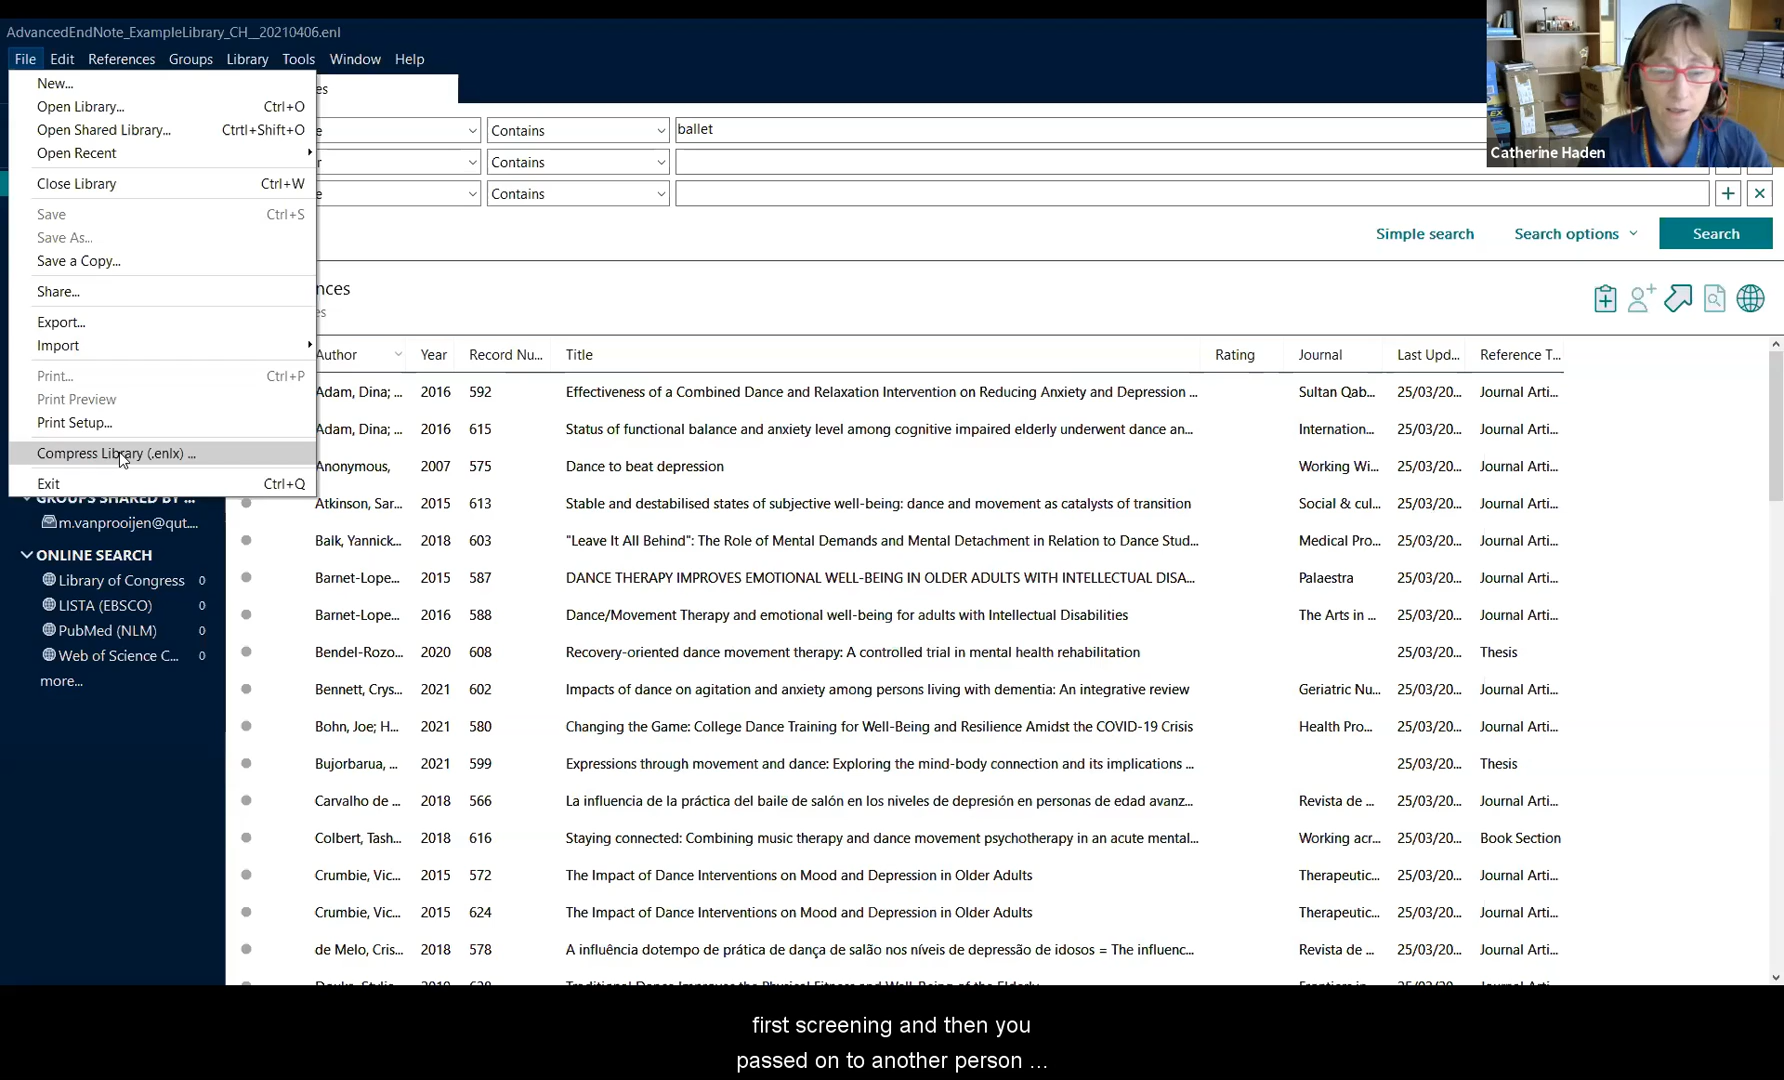 AdvancedEndNote_ExampleLibrary_CH__20210406.enl
File Edit References Groups Library Tools Window Help
New...
Open Library... Ctrl+O
Open Shared Library... Ctrtl+Shift+O
Open Recent
Close Library Ctrl+W
Save Ctrl+S
Save As...
Save a Copy...
Share...
Export...
Import
Print... Ctrl+P
Print Preview
Print Setup...
Compress Library (.enlx) ...
Exit Ctrl+Q
GROUPS SHARED BY ...
m.vanprooijen@qut....
ONLINE SEARCH
Library of Congress 0
LISTA (EBSCO) 0
PubMed (NLM) 0
Web of Science C... 0
more...
Contains ballet
Contains
Contains
Catherine Haden
Simple search Search options Search
Author Year Record Nu... Title Rating Journal Last Upd... Reference T...
Adam, Dina; ... 2016 592 Effectiveness of a Combined Dance and Relaxation Intervention on Reducing Anxiety and Depression ... Sultan Qab... 25/03/20... Journal Arti...
Adam, Dina; ... 2016 615 Status of functional balance and anxiety level among cognitive impaired elderly underwent dance an... Internation... 25/03/20... Journal Arti...
Anonymous, 2007 575 Dance to beat depression Working Wi... 25/03/20... Journal Arti...
Atkinson, Sar... 2015 613 Stable and destabilised states of subjective well-being: dance and movement as catalysts of transition Social & cul... 25/03/20... Journal Arti...
Balk, Yannick... 2018 603 "Leave It All Behind": The Role of Mental Demands and Mental Detachment in Relation to Dance Stud... Medical Pro... 25/03/20... Journal Arti...
Barnet-Lope... 2015 587 DANCE THERAPY IMPROVES EMOTIONAL WELL-BEING IN OLDER ADULTS WITH INTELLECTUAL DISA... Palaestra 25/03/20... Journal Arti...
Barnet-Lope... 2016 588 Dance/Movement Therapy and emotional well-being for adults with Intellectual Disabilities The Arts in ... 25/03/20... Journal Arti...
Bendel-Rozo... 2020 608 Recovery-oriented dance movement therapy: A controlled trial in mental health rehabilitation 25/03/20... Thesis
Bennett, Crys... 2021 602 Impacts of dance on agitation and anxiety among persons living with dementia: An integrative review Geriatric Nu... 25/03/20... Journal Arti...
Bohn, Joe; H... 2021 580 Changing the Game: College Dance Training for Well-Being and Resilience Amidst the COVID-19 Crisis Health Pro... 25/03/20... Journal Arti...
Bujorbarua, ... 2021 599 Expressions through movement and dance: Exploring the mind-body connection and its implications ... 25/03/20... Thesis
Carvalho de ... 2018 566 La influencia de la práctica del baile de salón en los niveles de depresión en personas de edad avanz... Revista de ... 25/03/20... Journal Arti...
Colbert, Tash... 2018 616 Staying connected: Combining music therapy and dance movement psychotherapy in an acute mental... Working acr... 25/03/20... Book Section
Crumbie, Vic... 2015 572 The Impact of Dance Interventions on Mood and Depression in Older Adults Therapeutic... 25/03/20... Journal Arti...
Crumbie, Vic... 2015 624 The Impact of Dance Interventions on Mood and Depression in Older Adults Therapeutic... 25/03/20... Journal Arti...
de Melo, Cris... 2018 578 A influência dotempo de prática de dança de salão nos níveis de depressão de idosos = The influenc... Revista de ... 25/03/20... Journal Arti...
first screening and then you
passed on to another person ...